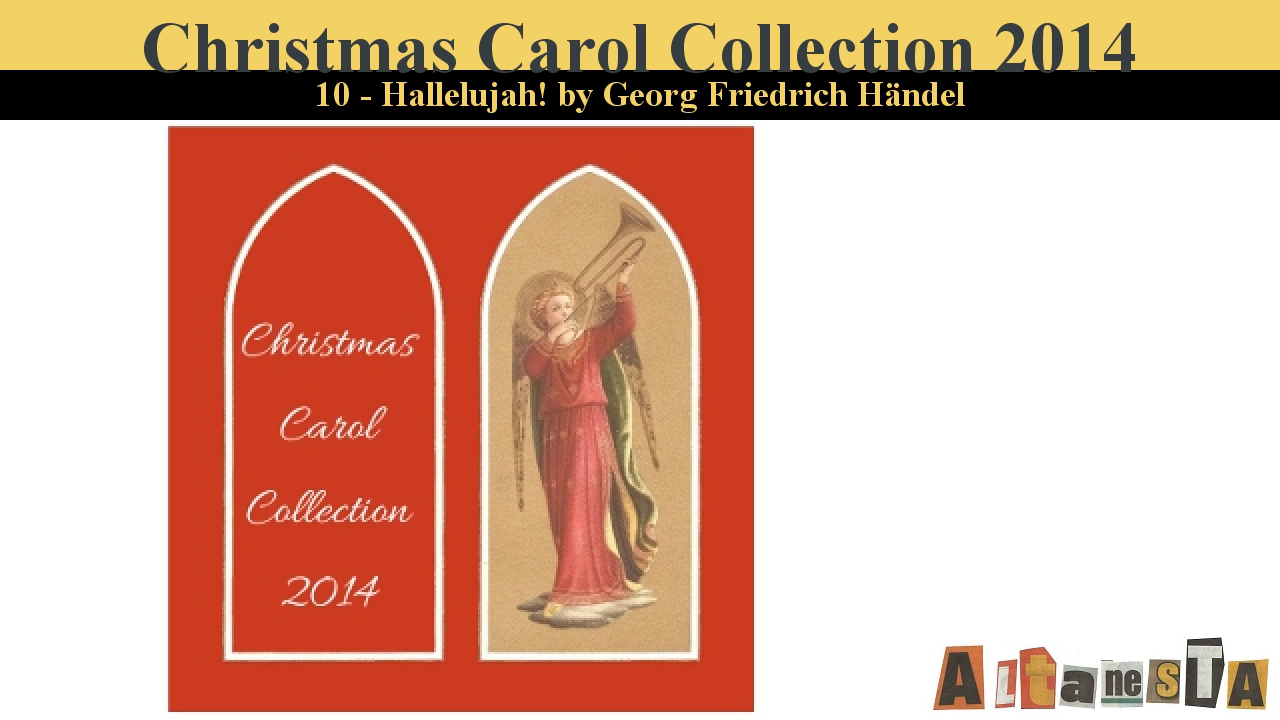 Christmas Carol Collection 2014
10 - Hallelujah! by Georg Friedrich Händel
Christmas
Carol
Collection
2014
AltanesTA